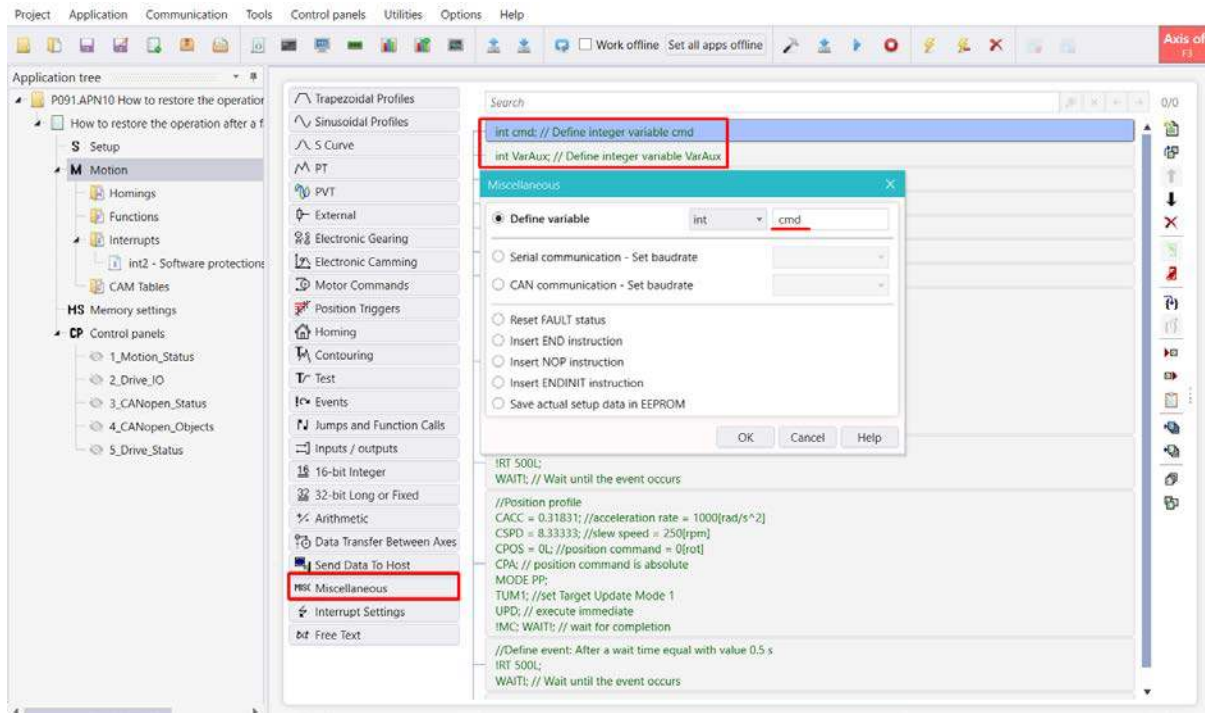 Project Application Communication Tools Control panels Utilities Options Help
Work offline Set all apps offline
Axis of
F3
Application tree
P091.APN10 How to restore the operation
How to restore the operation after a f
S Setup
M Motion
Homings
Functions
Interrupts
int2 - Software protections
CAM Tables
MS Memory settings
CP Control panels
1_Motion_Status
2_Drive_IO
3_CANopen_Status
4_CANopen_Objects
5_Drive_Status
Trapezoidal Profiles
Sinusoidal Profiles
S Curve
PT
PVT
External
Electronic Gearing
Electronic Camming
Motor Commands
Position Triggers
Homing
Contouring
Test
Events
Jumps and Function Calls
Inputs / outputs
16 16-bit Integer
32 32-bit Long or Fixed
Arithmetic
Data Transfer Between Axes
Send Data To Host
MISC Miscellaneous
Interrupt Settings
txt Free Text
Search
0/0
int cmd; // Define integer variable cmd
int VarAux; // Define integer variable VarAux
Miscellaneous
Define variable int cmd
Serial communication - Set baudrate
CAN communication - Set baudrate
Reset FAULT status
Insert END instruction
Insert NOP instruction
Insert ENDINIT instruction
Save actual setup data in EEPROM
OK Cancel Help
!RT 500L;
WAIT!; // Wait until the event occurs
//Position profile
CACC = 0.31831; //acceleration rate = 1000[rad/s^2]
CSPD = 8.33333; //slew speed = 250[rpm]
CPOS = 0L; //position command = 0[rot]
CPA; // position command is absolute
MODE PP;
TUM1; //set Target Update Mode 1
UPD; // execute immediate
!MC; WAIT!; // wait for completion
//Define event: After a wait time equal with value 0.5 s
!RT 500L;
WAIT!; // Wait until the event occurs